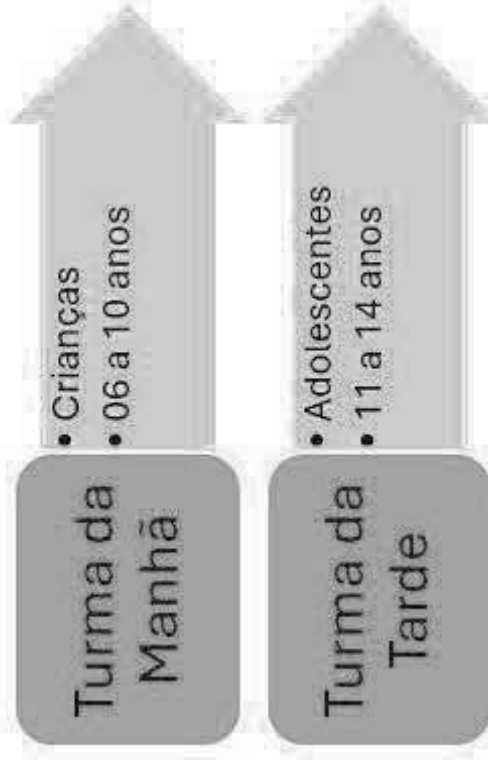 Turma da
Manhã
• Crianças
• 06 a 10 anos
Turma da
Tarde
• Adolescentes
• 11 a 14 anos